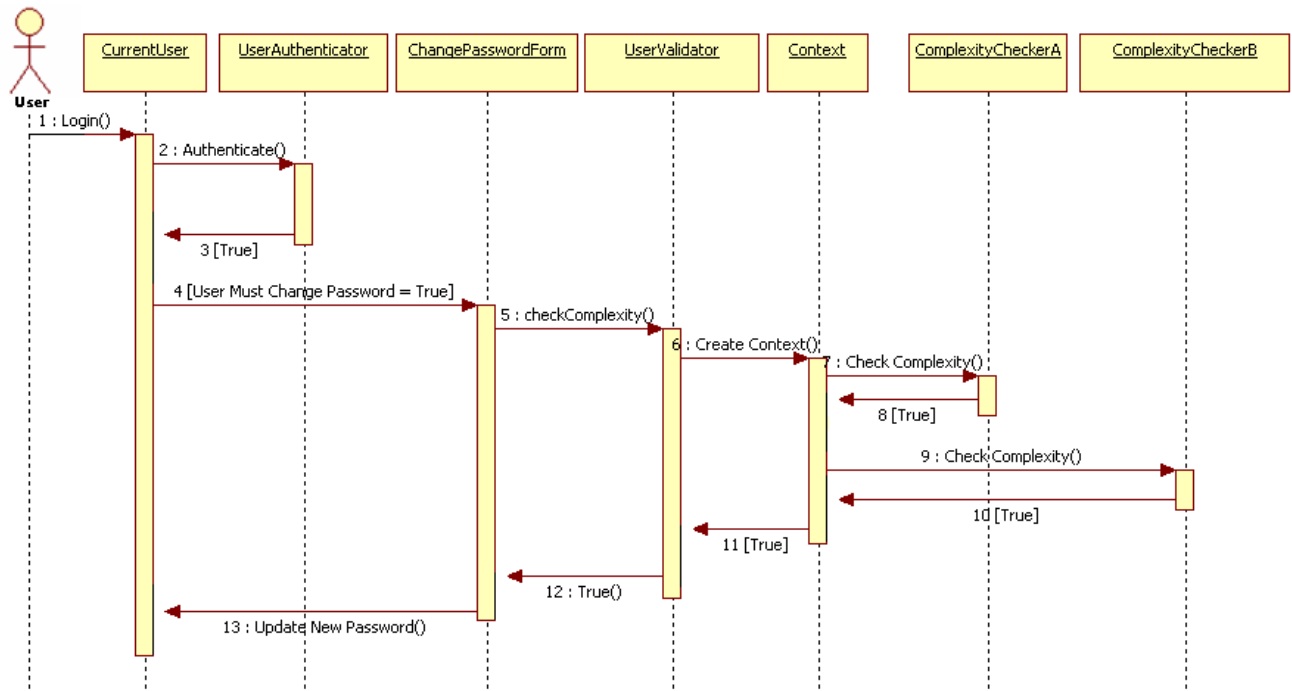 CurrentUser
UserAuthenticator
ChangePasswordForm
UserValidator
Context
ComplexityCheckerA
ComplexityCheckerB
User
1 : Login()
2 : Authenticate()
3 [True]
4 [User Must Change Password = True]
5 : checkComplexity()
6 : Create Context()
7 : Check Complexity()
8 [True]
9 : Check Complexity()
10 [True]
11 [True]
12 : True()
13 : Update New Password()